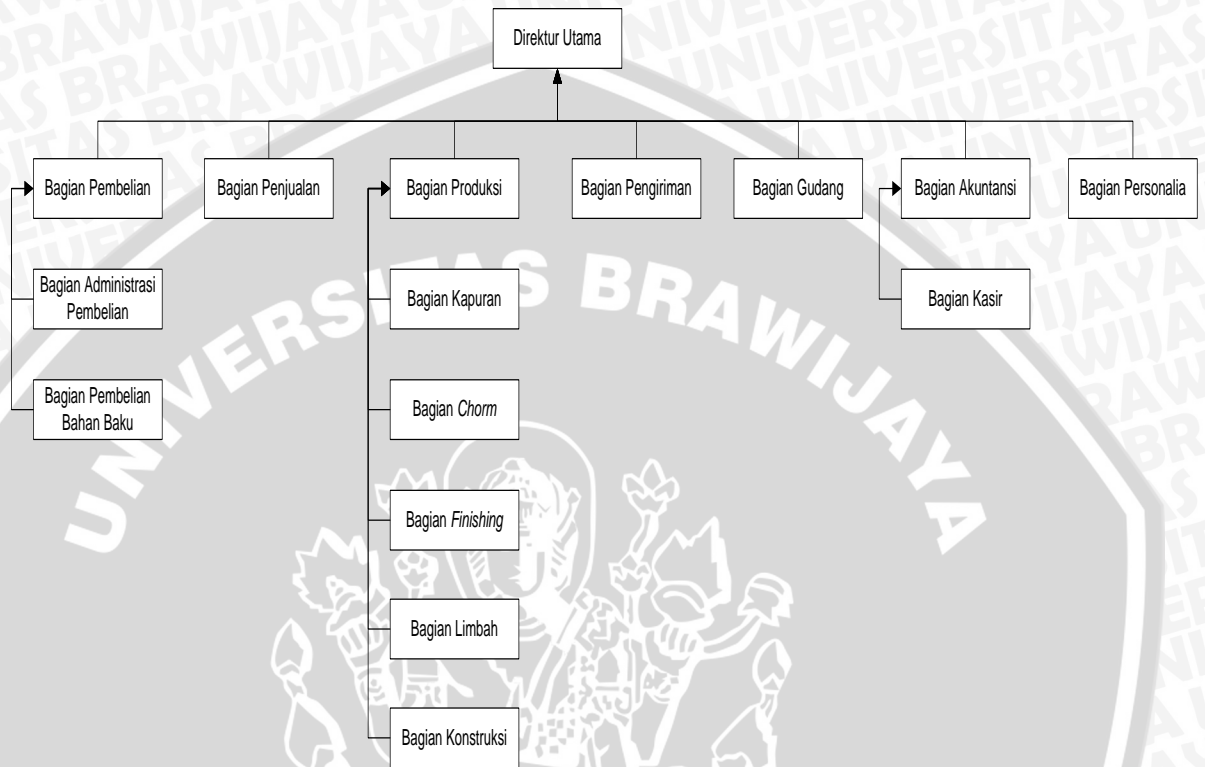 Direktur Utama
Bagian Pembelian
Bagian Penjualan
Bagian Produksi
Bagian Pengiriman
Bagian Gudang
Bagian Akuntansi
Bagian Personalia
Bagian Administrasi
Pembelian
Bagian Kapuran
Bagian Kasir
Bagian Pembelian
Bahan Baku
Bagian Chorm
Bagian Finishing
Bagian Limbah
Bagian Konstruksi
UNIVERSITAS BRAWIJAYA